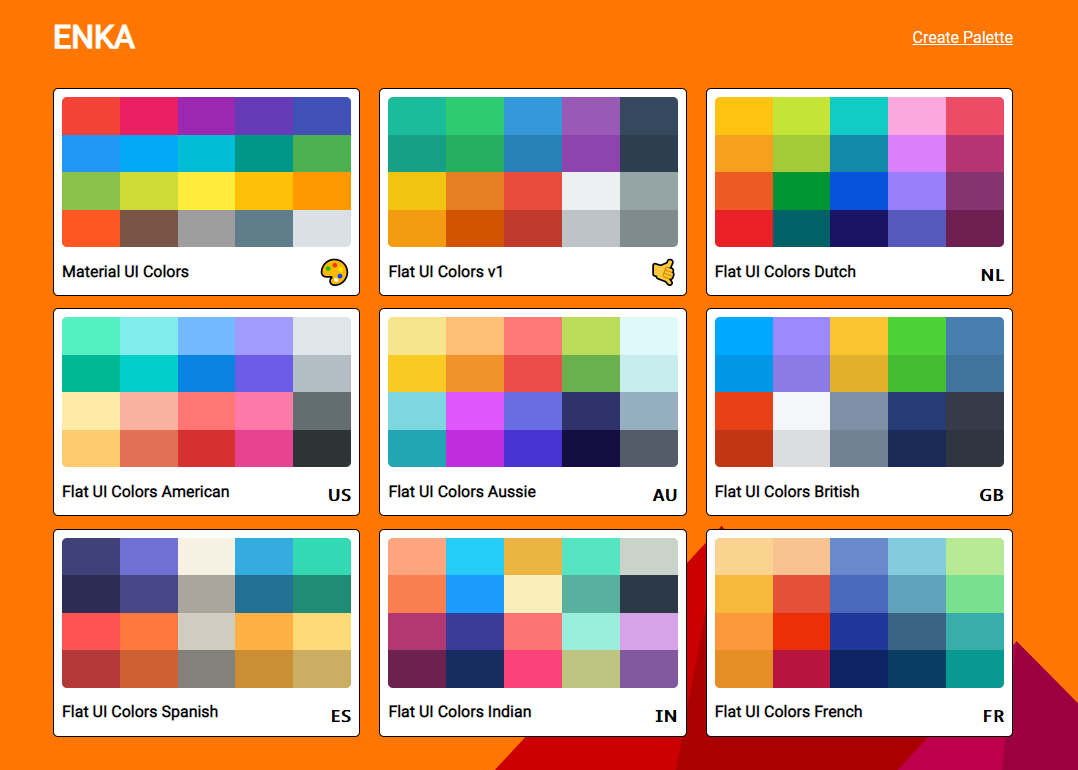 ENKA
Create Palette
Material UI Colors
Flat UI Colors v1
Flat UI Colors Dutch
NL
Flat UI Colors American
US
Flat UI Colors Aussie
AU
Flat UI Colors British
GB
Flat UI Colors Spanish
ES
Flat UI Colors Indian
IN
Flat UI Colors French
FR